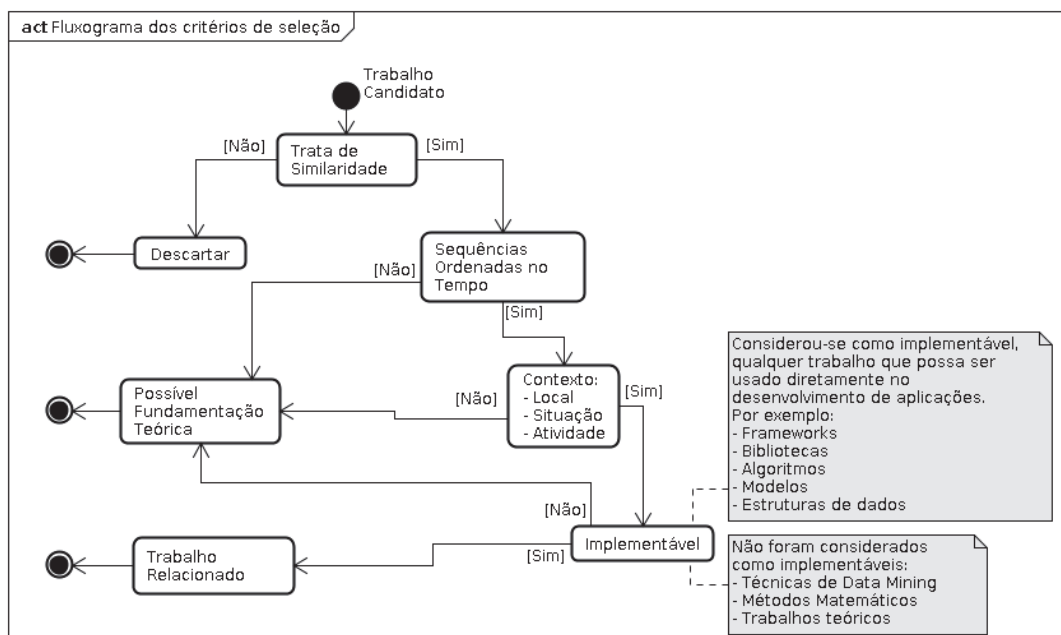 act Fluxograma dos critérios de seleção
Trabalho
Candidato
[Não]
[Sim]
Trata de
Similaridade
Descartar
[Não]
Sequências
Ordenadas no
Tempo
[Sim]
Possível
Fundamentação
Teórica
[Não]
Contexto:
- Local
- Situação
- Atividade
[Sim]
Considerou-se como implementável,
qualquer trabalho que possa ser
usado diretamente no
desenvolvimento de aplicações.
Por exemplo:
- Frameworks
- Bibliotecas
- Algoritmos
- Modelos
- Estruturas de dados
[Não]
[Sim]
Implementável
Trabalho
Relacionado
Não foram considerados
como implementáveis:
- Técnicas de Data Mining
- Métodos Matemáticos
- Trabalhos teóricos